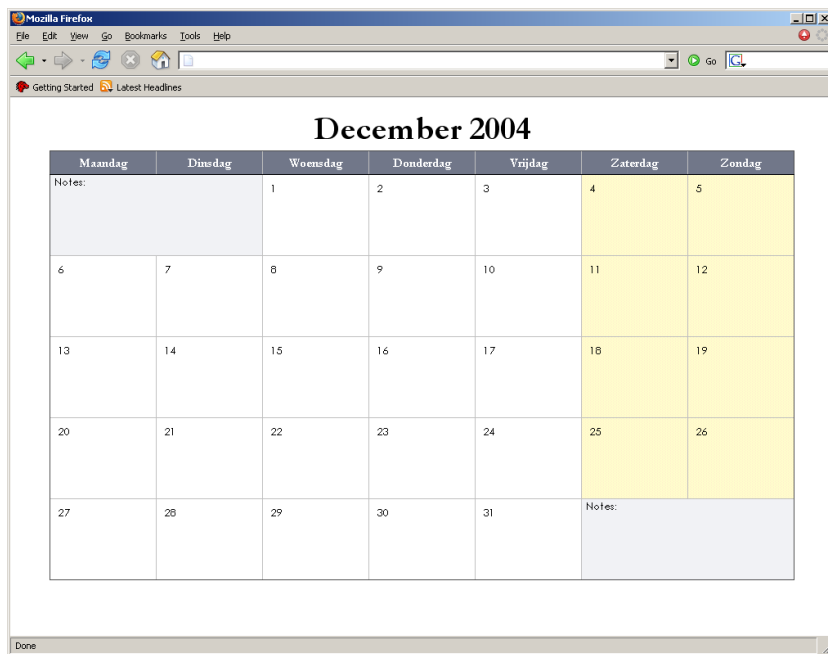 Mozilla Firefox
File Edit View Go Bookmarks Tools Help
Go G
Getting Started Latest Headlines
December 2004
Maandag Dinsdag Woensdag Donderdag Vrijdag Zaterdag Zondag
Notes: 1 2 3 4 5
6 7 8 9 10 11 12
13 14 15 16 17 18 19
20 21 22 23 24 25 26
27 28 29 30 31 Notes:
Done